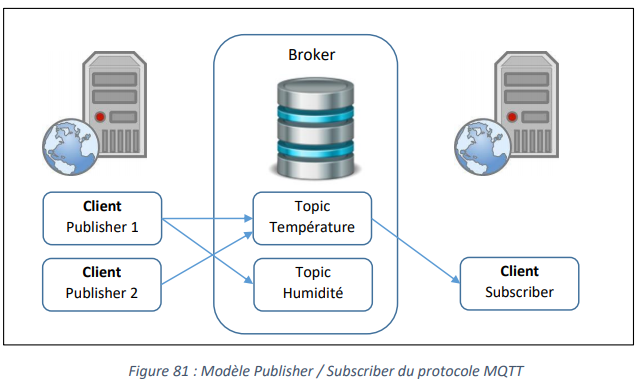 Broker
Client
Publisher 1
Topic
Température
Client
Publisher 2
Topic
Humidité
Client
Subscriber
Figure 81 : Modèle Publisher / Subscriber du protocole MQTT